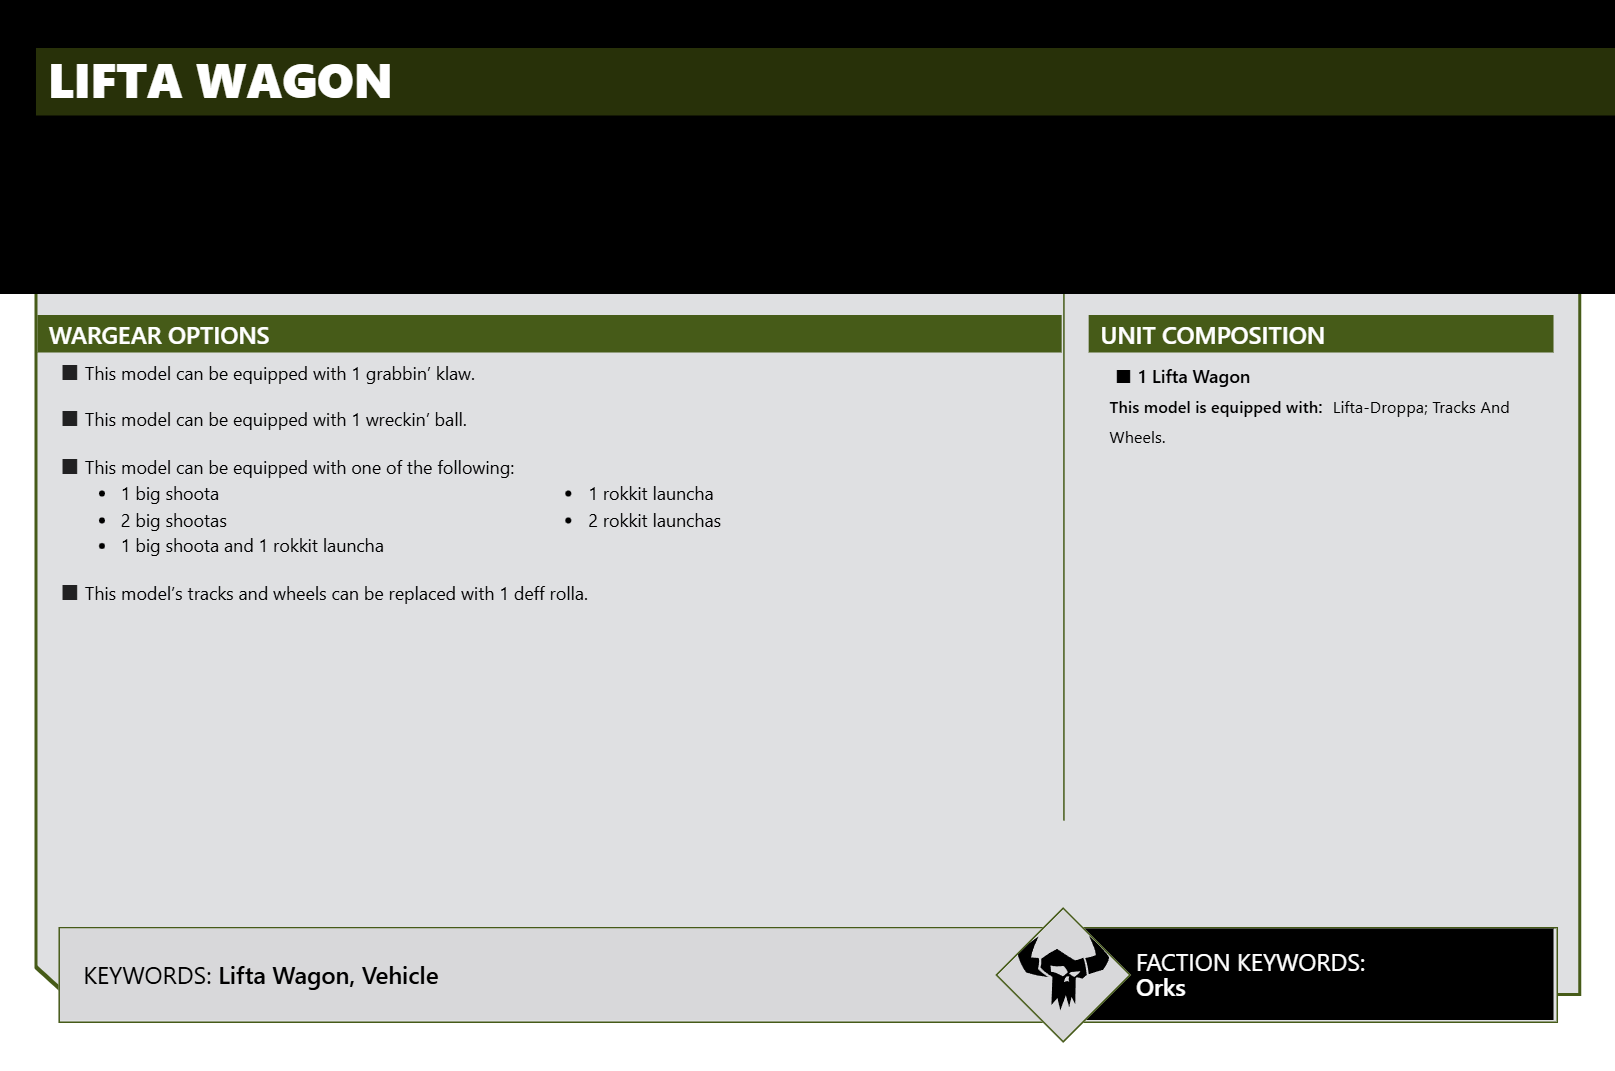 LIFTA WAGON
WARGEAR OPTIONS
■ This model can be equipped with 1 grabbin’ klaw.
■ This model can be equipped with 1 wreckin’ ball.
■ This model can be equipped with one of the following:
• 1 big shoota
• 2 big shootas
• 1 big shoota and 1 rokkit launcha
• 1 rokkit launcha
• 2 rokkit launchas
■ This model’s tracks and wheels can be replaced with 1 deff rolla.
UNIT COMPOSITION
■ 1 Lifta Wagon
This model is equipped with: Lifta-Droppa; Tracks And
Wheels.
KEYWORDS: Lifta Wagon, Vehicle
FACTION KEYWORDS:
Orks